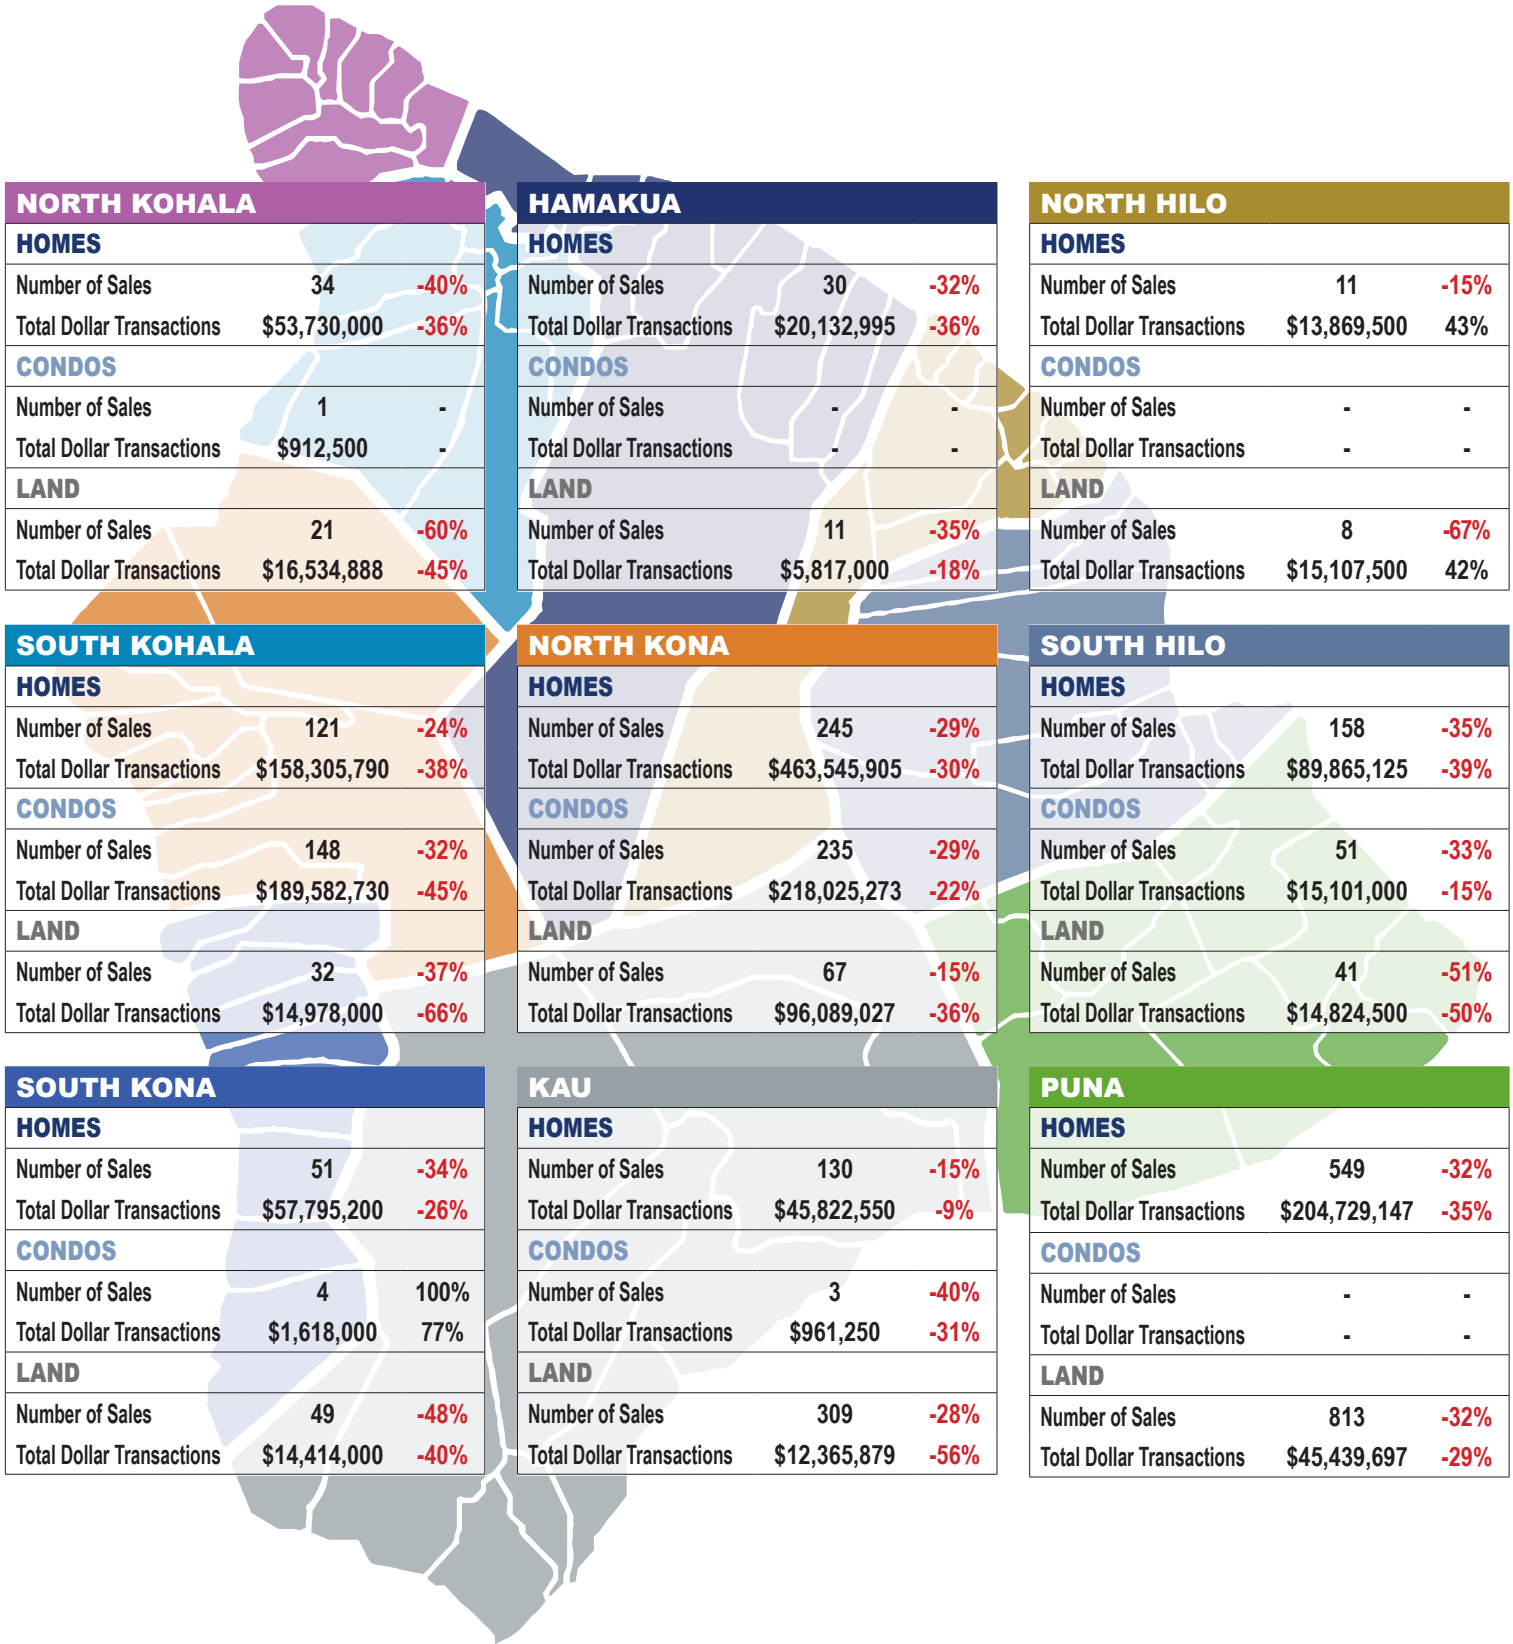 NORTH KOHALA
HOMES
Number of Sales 34 -40%
Total Dollar Transactions $53,730,000 -36%
CONDOS
Number of Sales 1 -
Total Dollar Transactions $912,500 -
LAND
Number of Sales 21 -60%
Total Dollar Transactions $16,534,888 -45%
HAMAKUA
HOMES
Number of Sales 30 -32%
Total Dollar Transactions $20,132,995 -36%
CONDOS
Number of Sales - -
Total Dollar Transactions - -
LAND
Number of Sales 11 -35%
Total Dollar Transactions $5,817,000 -18%
NORTH HILO
HOMES
Number of Sales 11 -15%
Total Dollar Transactions $13,869,500 43%
CONDOS
Number of Sales - -
Total Dollar Transactions - -
LAND
Number of Sales 8 -67%
Total Dollar Transactions $15,107,500 42%
SOUTH KOHALA
HOMES
Number of Sales 121 -24%
Total Dollar Transactions $158,305,790 -38%
CONDOS
Number of Sales 148 -32%
Total Dollar Transactions $189,582,730 -45%
LAND
Number of Sales 32 -37%
Total Dollar Transactions $14,978,000 -66%
NORTH KONA
HOMES
Number of Sales 245 -29%
Total Dollar Transactions $463,545,905 -30%
CONDOS
Number of Sales 235 -29%
Total Dollar Transactions $218,025,273 -22%
LAND
Number of Sales 67 -15%
Total Dollar Transactions $96,089,027 -36%
SOUTH HILO
HOMES
Number of Sales 158 -35%
Total Dollar Transactions $89,865,125 -39%
CONDOS
Number of Sales 51 -33%
Total Dollar Transactions $15,101,000 -15%
LAND
Number of Sales 41 -51%
Total Dollar Transactions $14,824,500 -50%
SOUTH KONA
HOMES
Number of Sales 51 -34%
Total Dollar Transactions $57,795,200 -26%
CONDOS
Number of Sales 4 100%
Total Dollar Transactions $1,618,000 77%
LAND
Number of Sales 49 -48%
Total Dollar Transactions $14,414,000 -40%
KAU
HOMES
Number of Sales 130 -15%
Total Dollar Transactions $45,822,550 -9%
CONDOS
Number of Sales 3 -40%
Total Dollar Transactions $961,250 -31%
LAND
Number of Sales 309 -28%
Total Dollar Transactions $12,365,879 -56%
PUNA
HOMES
Number of Sales 549 -32%
Total Dollar Transactions $204,729,147 -35%
CONDOS
Number of Sales - -
Total Dollar Transactions - -
LAND
Number of Sales 813 -32%
Total Dollar Transactions $45,439,697 -29%